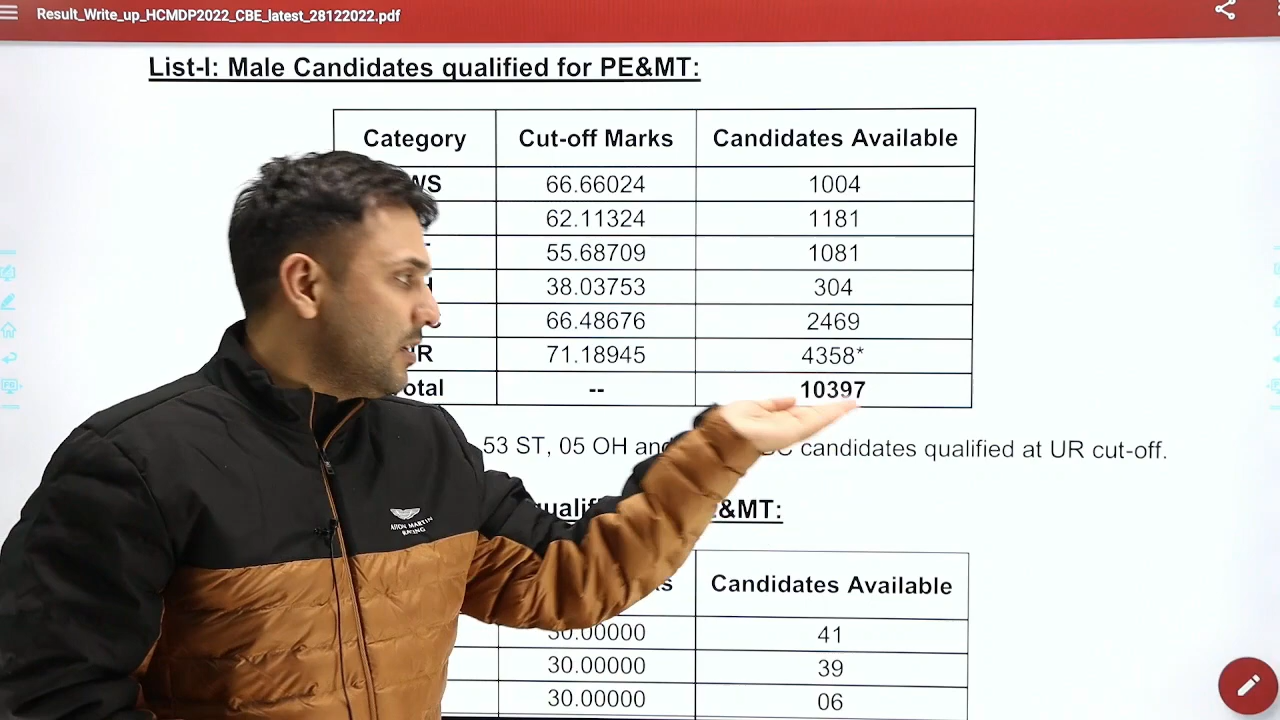 Result_Write_up_HCMDP2022_CBE_latest_28122022.pdf
List-I: Male Candidates qualified for PE&MT:
Category Cut-off Marks Candidates Available
66.66024 1004
62.11324 1181
55.68709 1081
38.03753 304
66.48676 2469
71.18945 4358*
-- 10397
53 ST, 05 OH and candidates qualified at UR cut-off.
&MT:
Candidates Available
30.00000 41
30.00000 39
30.00000 06
ASTON MARTIN
RACING